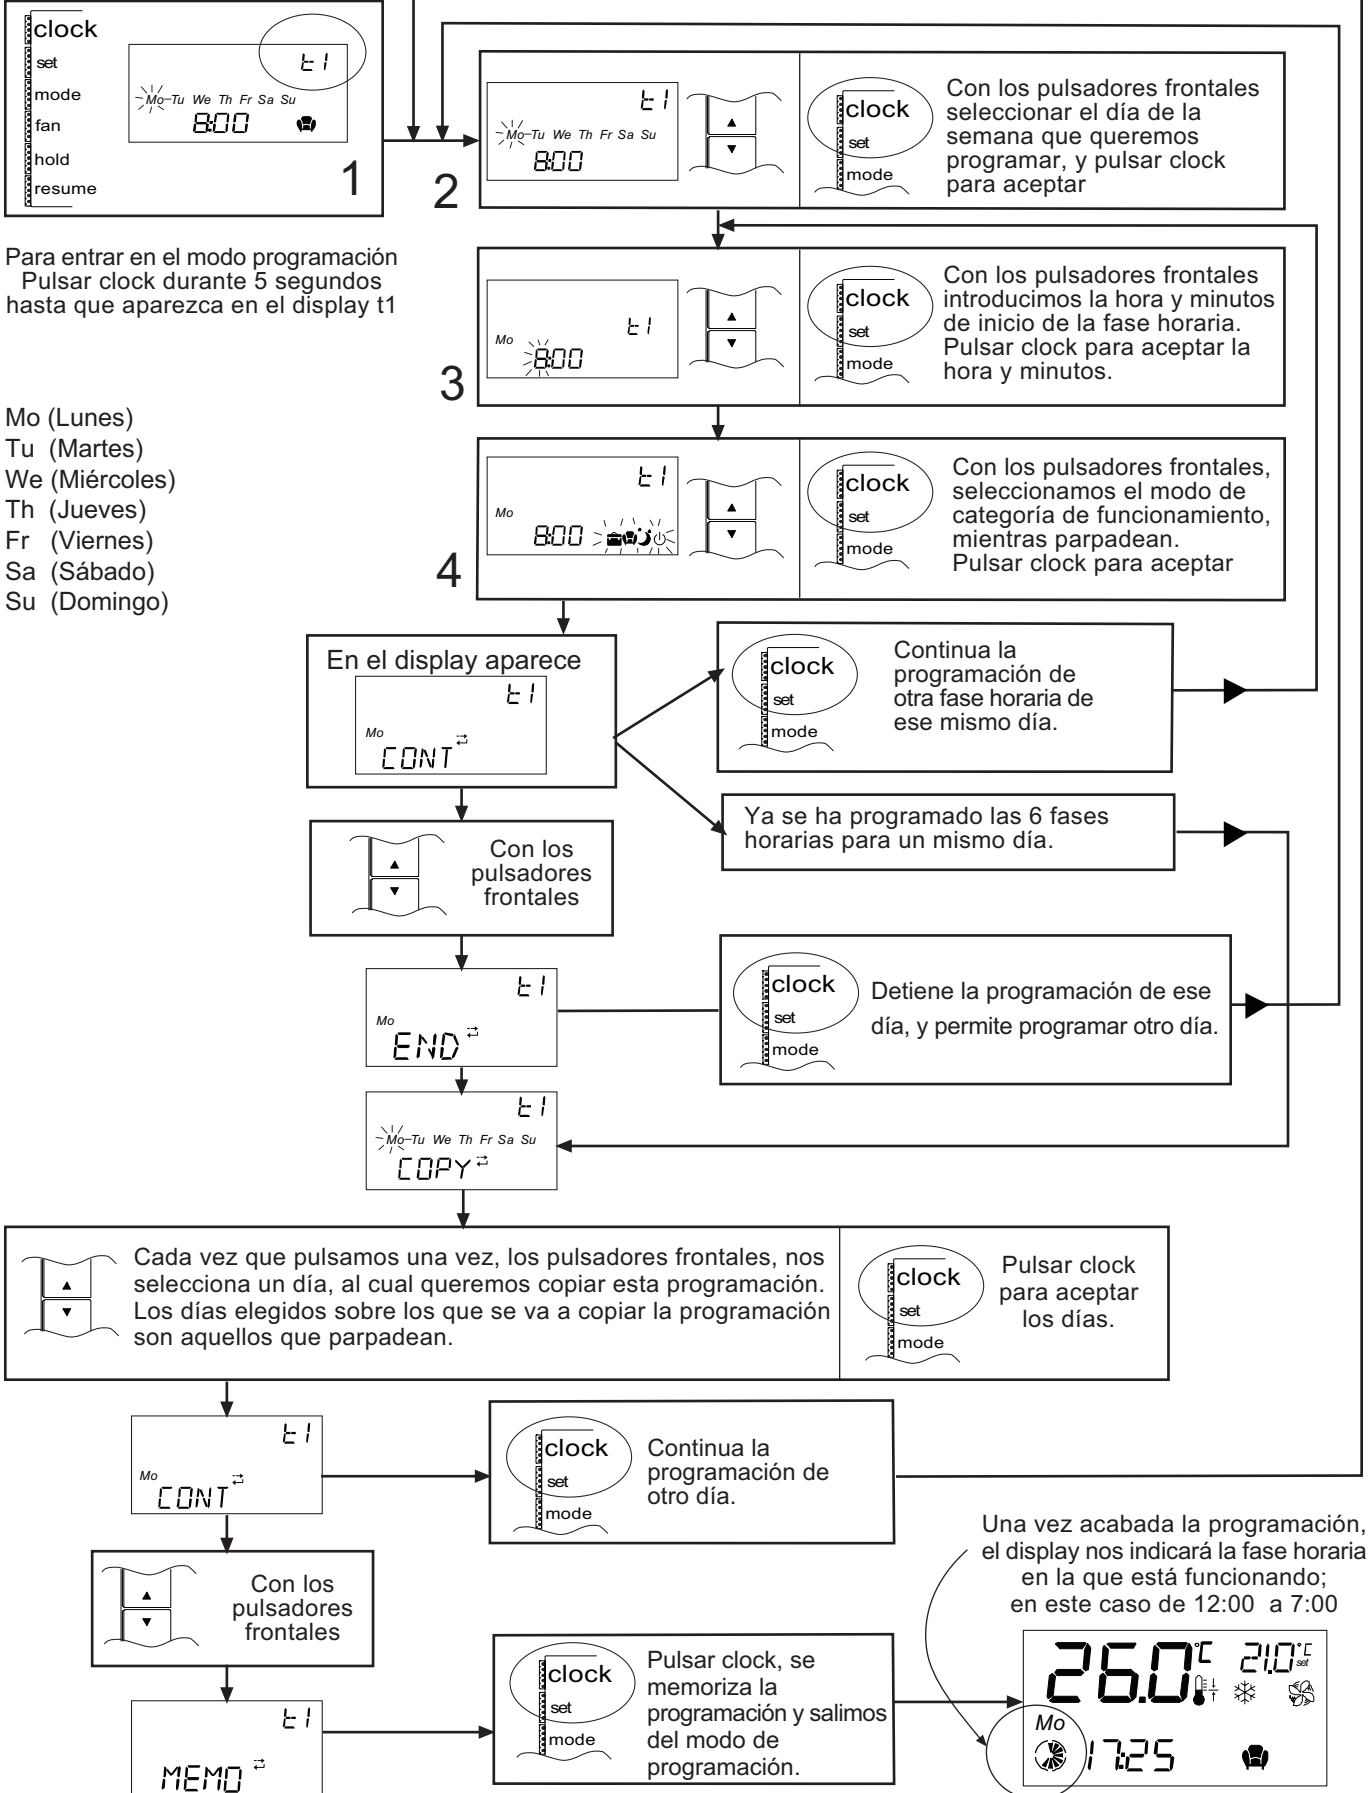 clock
set
mode
fan
hold
resume
t1
Mo Tu We Th Fr Sa Su
8:00
1
Para entrar en el modo programación
Pulsar clock durante 5 segundos
hasta que aparezca en el display t1
Mo (Lunes)
Tu (Martes)
We (Miércoles)
Th (Jueves)
Fr (Viernes)
Sa (Sábado)
Su (Domingo)
2
t1
Mo Tu We Th Fr Sa Su
8:00
clock
set
mode
Con los pulsadores frontales
seleccionar el día de la
semana que queremos
programar, y pulsar clock
para aceptar
3
t1
Mo
8:00
clock
set
mode
Con los pulsadores frontales
introducimos la hora y minutos
de inicio de la fase horaria.
Pulsar clock para aceptar la
hora y minutos.
4
t1
Mo
8:00
clock
set
mode
Con los pulsadores frontales,
seleccionamos el modo de
categoría de funcionamiento,
mientras parpadean.
Pulsar clock para aceptar
En el display aparece
t1
Mo
CONT
clock
set
mode
Continua la
programación de
otra fase horaria de
ese mismo día.
Ya se ha programado las 6 fases
horarias para un mismo día.
Con los
pulsadores
frontales
t1
Mo
END
clock
set
mode
Detiene la programación de ese
día, y permite programar otro día.
t1
Mo Tu We Th Fr Sa Su
COPY
Cada vez que pulsamos una vez, los pulsadores frontales, nos
selecciona un día, al cual queremos copiar esta programación.
Los días elegidos sobre los que se va a copiar la programación
son aquellos que parpadean.
clock
set
mode
Pulsar clock
para aceptar
los días.
t1
Mo
CONT
clock
set
mode
Continua la
programación de
otro día.
Con los
pulsadores
frontales
t1
MEMO
clock
set
mode
Pulsar clock, se
memoriza la
programación y salimos
del modo de
programación.
Una vez acabada la programación,
el display nos indicará la fase horaria
en la que está funcionando;
en este caso de 12:00 a 7:00
26.0°C
21.0°C
set
Mo
17:25